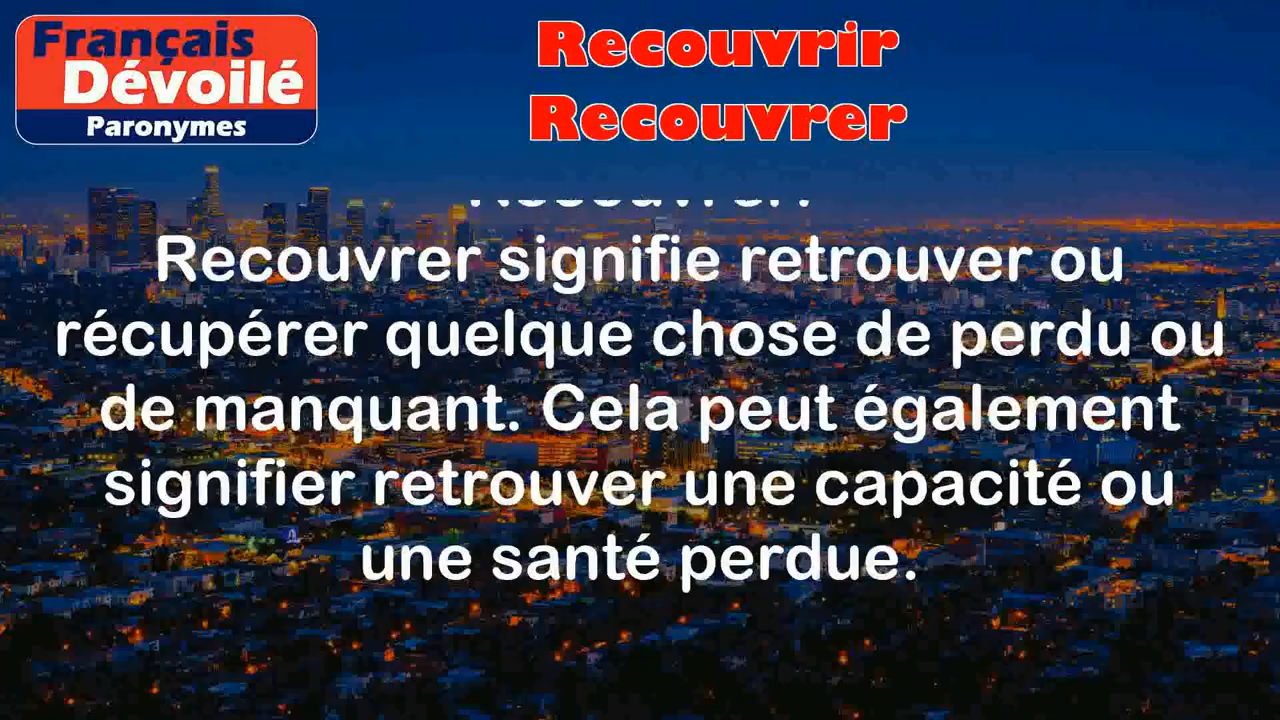 Français
Dévoilé
Paronymes
Recouvrir
Recouvrer
Recouvrer signifie retrouver ou
récupérer quelque chose de perdu ou
de manquant. Cela peut également
signifier retrouver une capacité ou
une santé perdue.